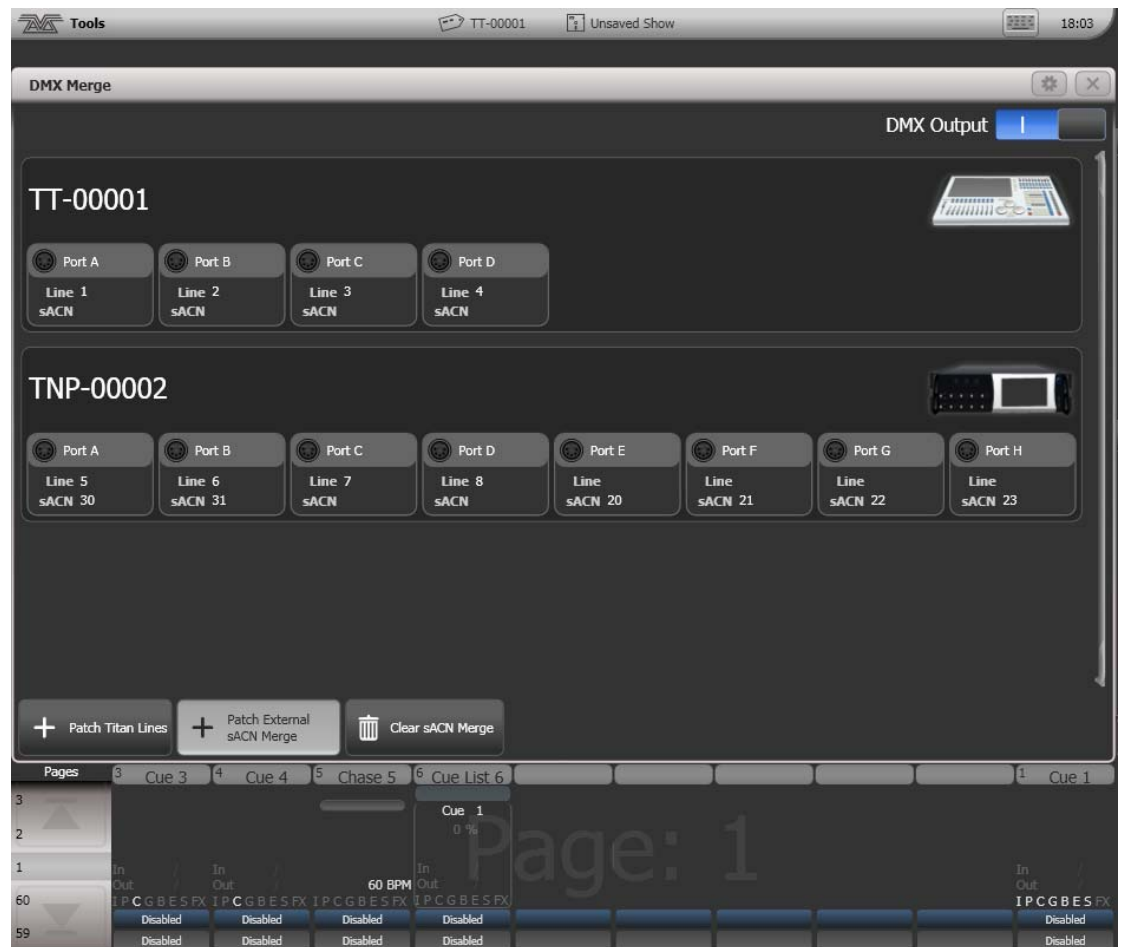 Tools TT-00001 Unsaved Show 18:03
DMX Merge
DMX Output
TT-00001
Port A Port B Port C Port D
Line 1 Line 2 Line 3 Line 4
sACN sACN sACN sACN
TNP-00002
Port A Port B Port C Port D Port E Port F Port G Port H
Line 5 Line 6 Line 7 Line 8 Line Line Line Line
sACN 30 sACN 31 sACN sACN sACN 20 sACN 21 sACN 22 sACN 23
Patch Titan Lines Patch External sACN Merge Clear sACN Merge
Pages 3 Cue 3 4 Cue 4 5 Chase 5 6 Cue List 6 1 Cue 1
3 Cue 1
2 0 %
Page: 1
1 In / In / In In /
Out / Out / 60 BPM Out Out /
60 IPCGBESFX IPCGBESFX IPCGBESFX IPCGBESFX IPCGBESFX
Disabled Disabled Disabled Disabled Disabled
59 Disabled Disabled Disabled Disabled Disabled